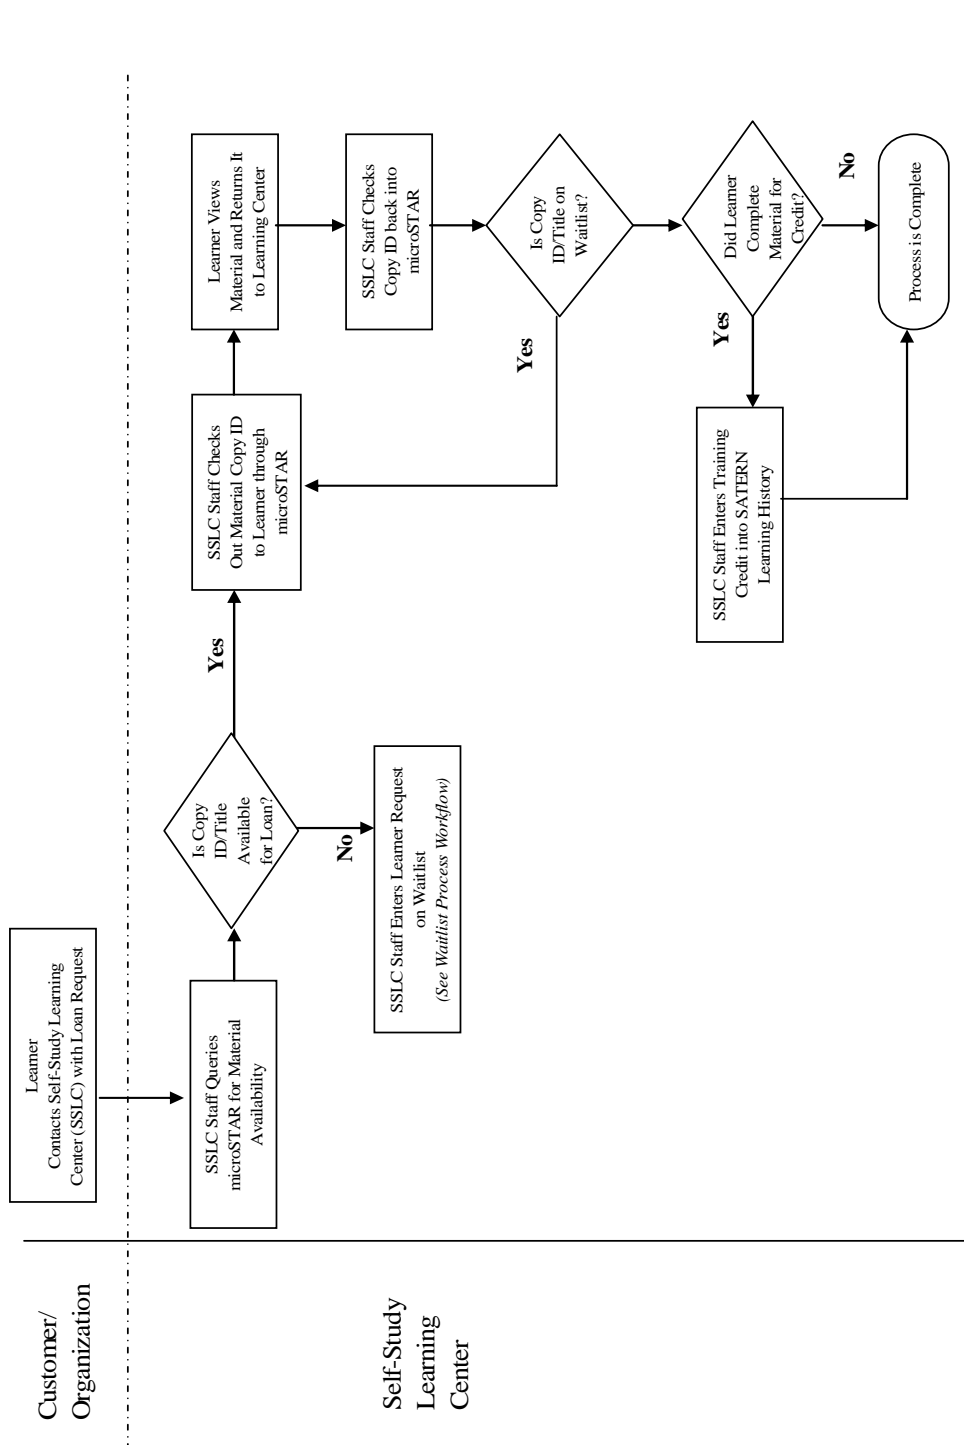 Customer/
Organization
Learner
Contacts Self-Study Learning
Center (SSLC) with Loan Request
Self-Study
Learning
Center
SSLC Staff Queries
microSTAR for Material
Availability
Is Copy
ID/Title
Available
for Loan?
Yes
No
SSLC Staff Enters Learner Request
on Waitlist
(See Waitlist Process Workflow)
SSLC Staff Checks
Out Material Copy ID
to Learner through
microSTAR
Learner Views
Material and Returns It
to Learning Center
SSLC Staff Checks
Copy ID back into
microSTAR
Is Copy
ID/Title on
Waitlist?
Yes
Did Learner
Complete
Material for
Credit?
Yes
No
SSLC Staff Enters Training
Credit into SATERN
Learning History
Process is Complete